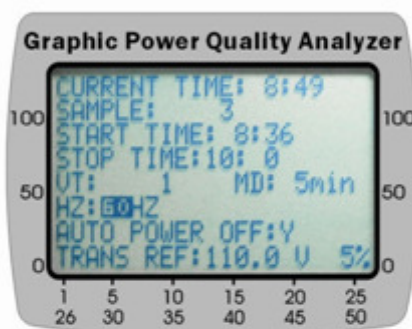 Graphic Power Quality Analyzer
CURRENT TIME: 8:49
SAMPLE: 3
START TIME: 8:36
STOP TIME:10: 0
VT: 1 MD: 5min
HZ:60HZ
AUTO POWER OFF:Y
TRANS REF:110.0 V 5%
100 100
50 50
0 0
1 5 10 15 20 25
26 30 35 40 45 50